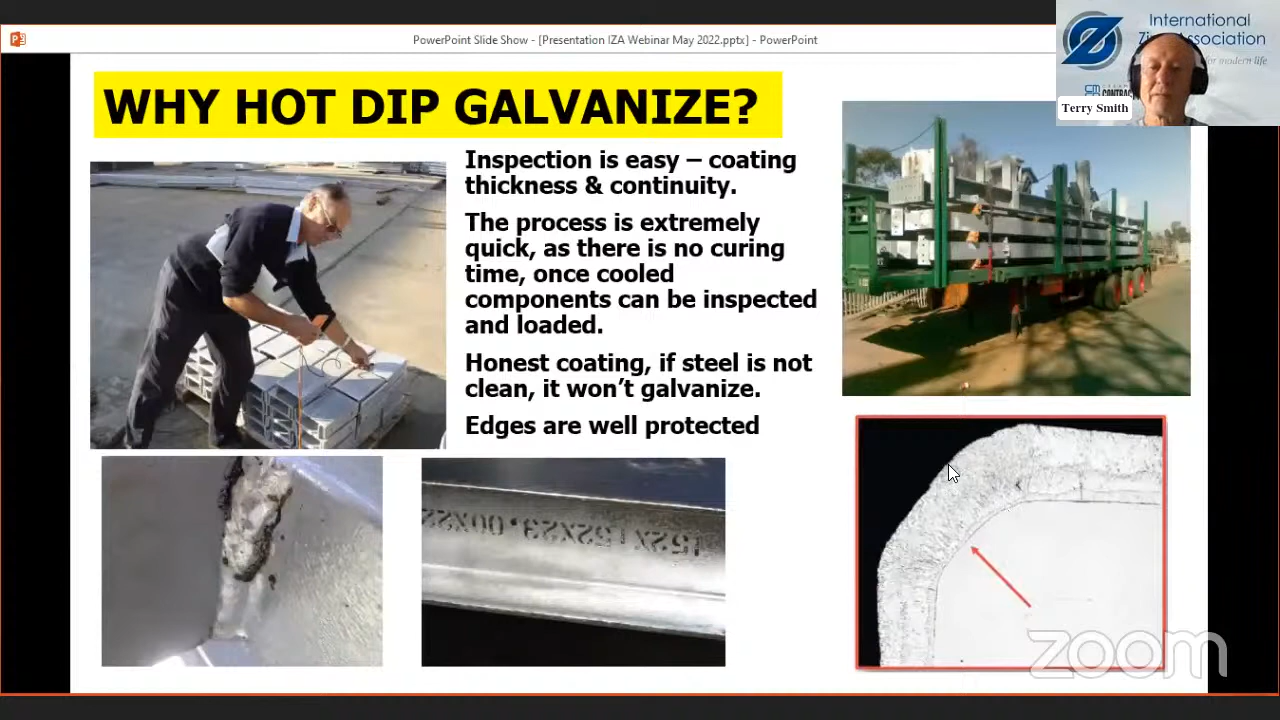 PowerPoint Slide Show - [Presentation IZA Webinar May 2022.pptx] - PowerPoint
International
Association
for modern life
Terry Smith
WHY HOT DIP GALVANIZE?
Inspection is easy – coating
thickness & continuity.
The process is extremely
quick, as there is no curing
time, once cooled
components can be inspected
and loaded.
Honest coating, if steel is not
clean, it won't galvanize.
Edges are well protected
zoom